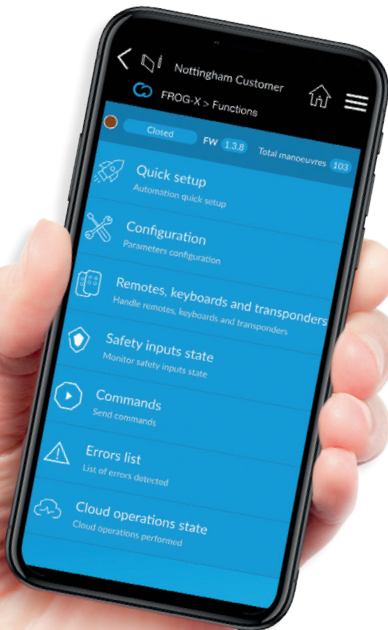 Nottingham Customer
FROG-X > Functions
Closed FW 1.3.8 Total manoeuvres 103
Quick setup
Automation quick setup
Configuration
Parameters configuration
Remotes, keyboards and transponders
Handle remotes, keyboards and transponders
Safety inputs state
Monitor safety inputs state
Commands
Send commands
Errors list
List of errors detected
Cloud operations state
Cloud operations performed